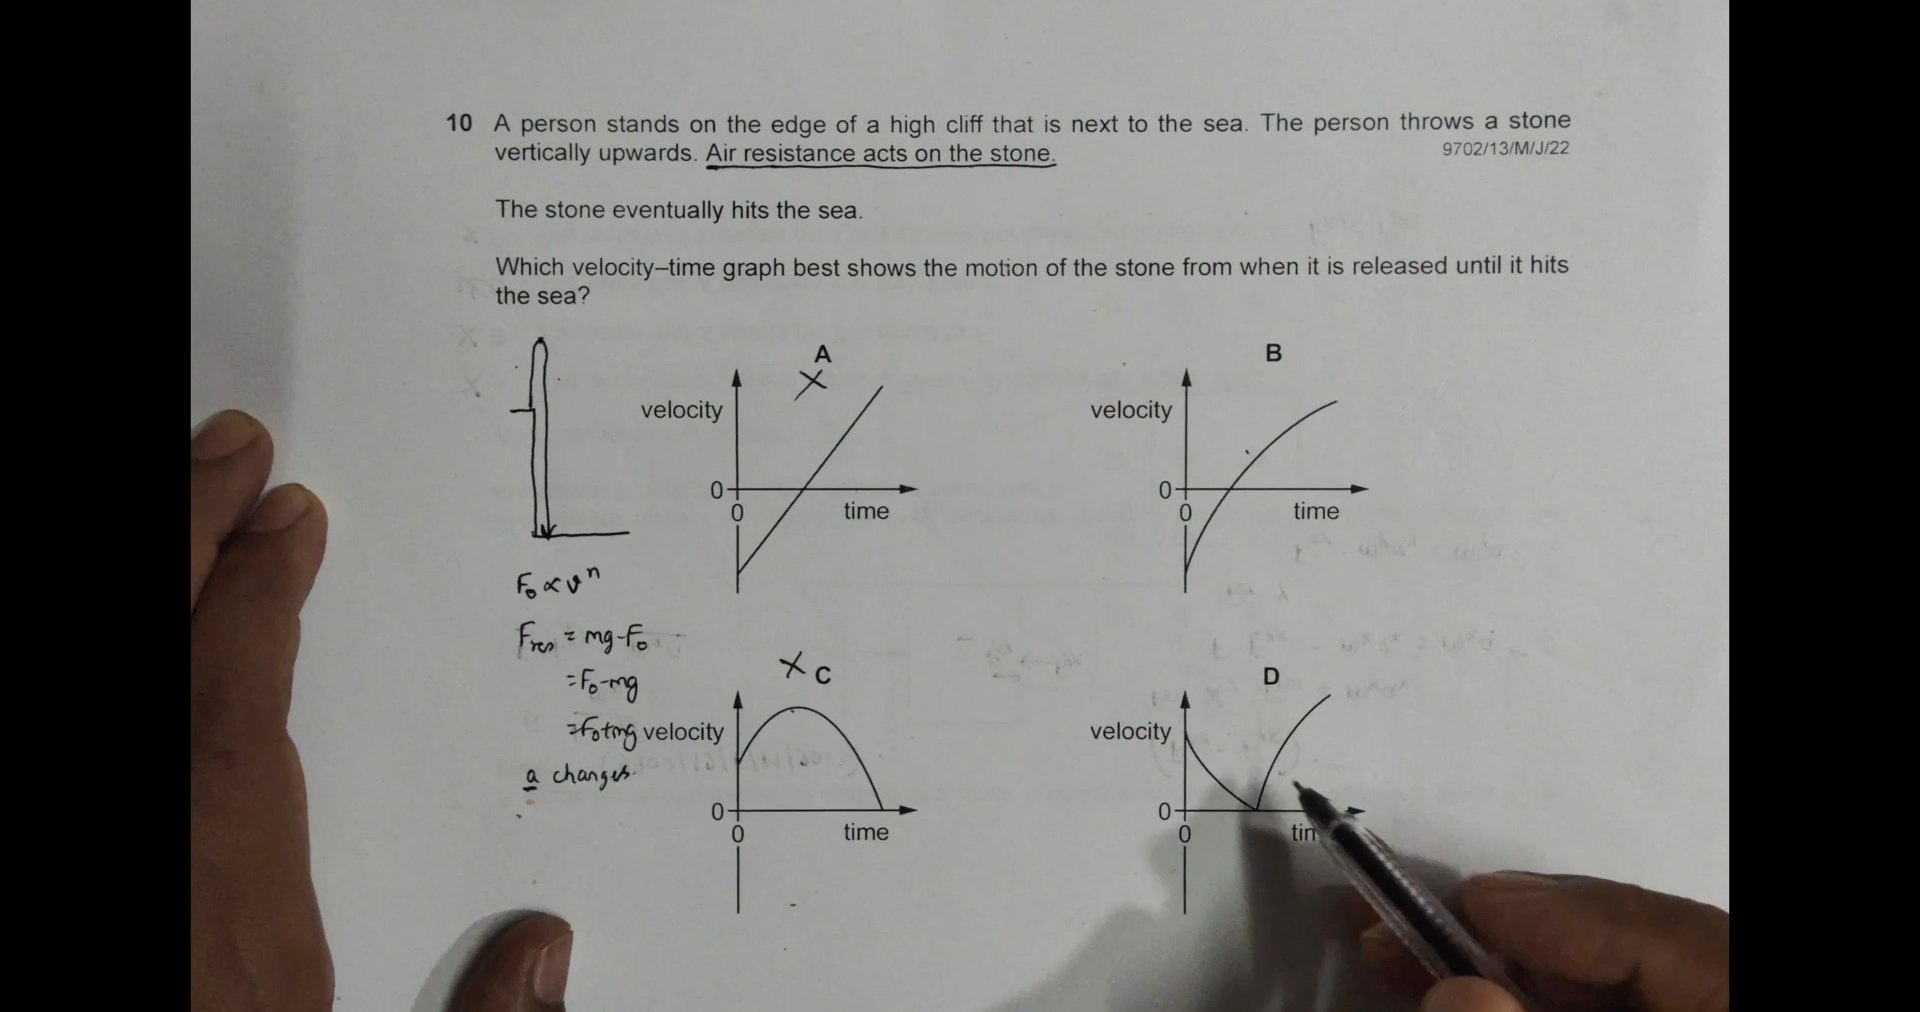 10 A person stands on the edge of a high cliff that is next to the sea. The person throws a stone
vertically upwards. Air resistance acts on the stone.
9702/13/M/J/22
The stone eventually hits the sea.
Which velocity–time graph best shows the motion of the stone from when it is released until it hits
the sea?
A
velocity
0
0
time
B
velocity
0
0
time
F₀ ∝ vⁿ
Fres = mg-F₀
=F₀-mg
=F₀+mg
a changes.
C
velocity
0
0
time
D
velocity
0
0
tim